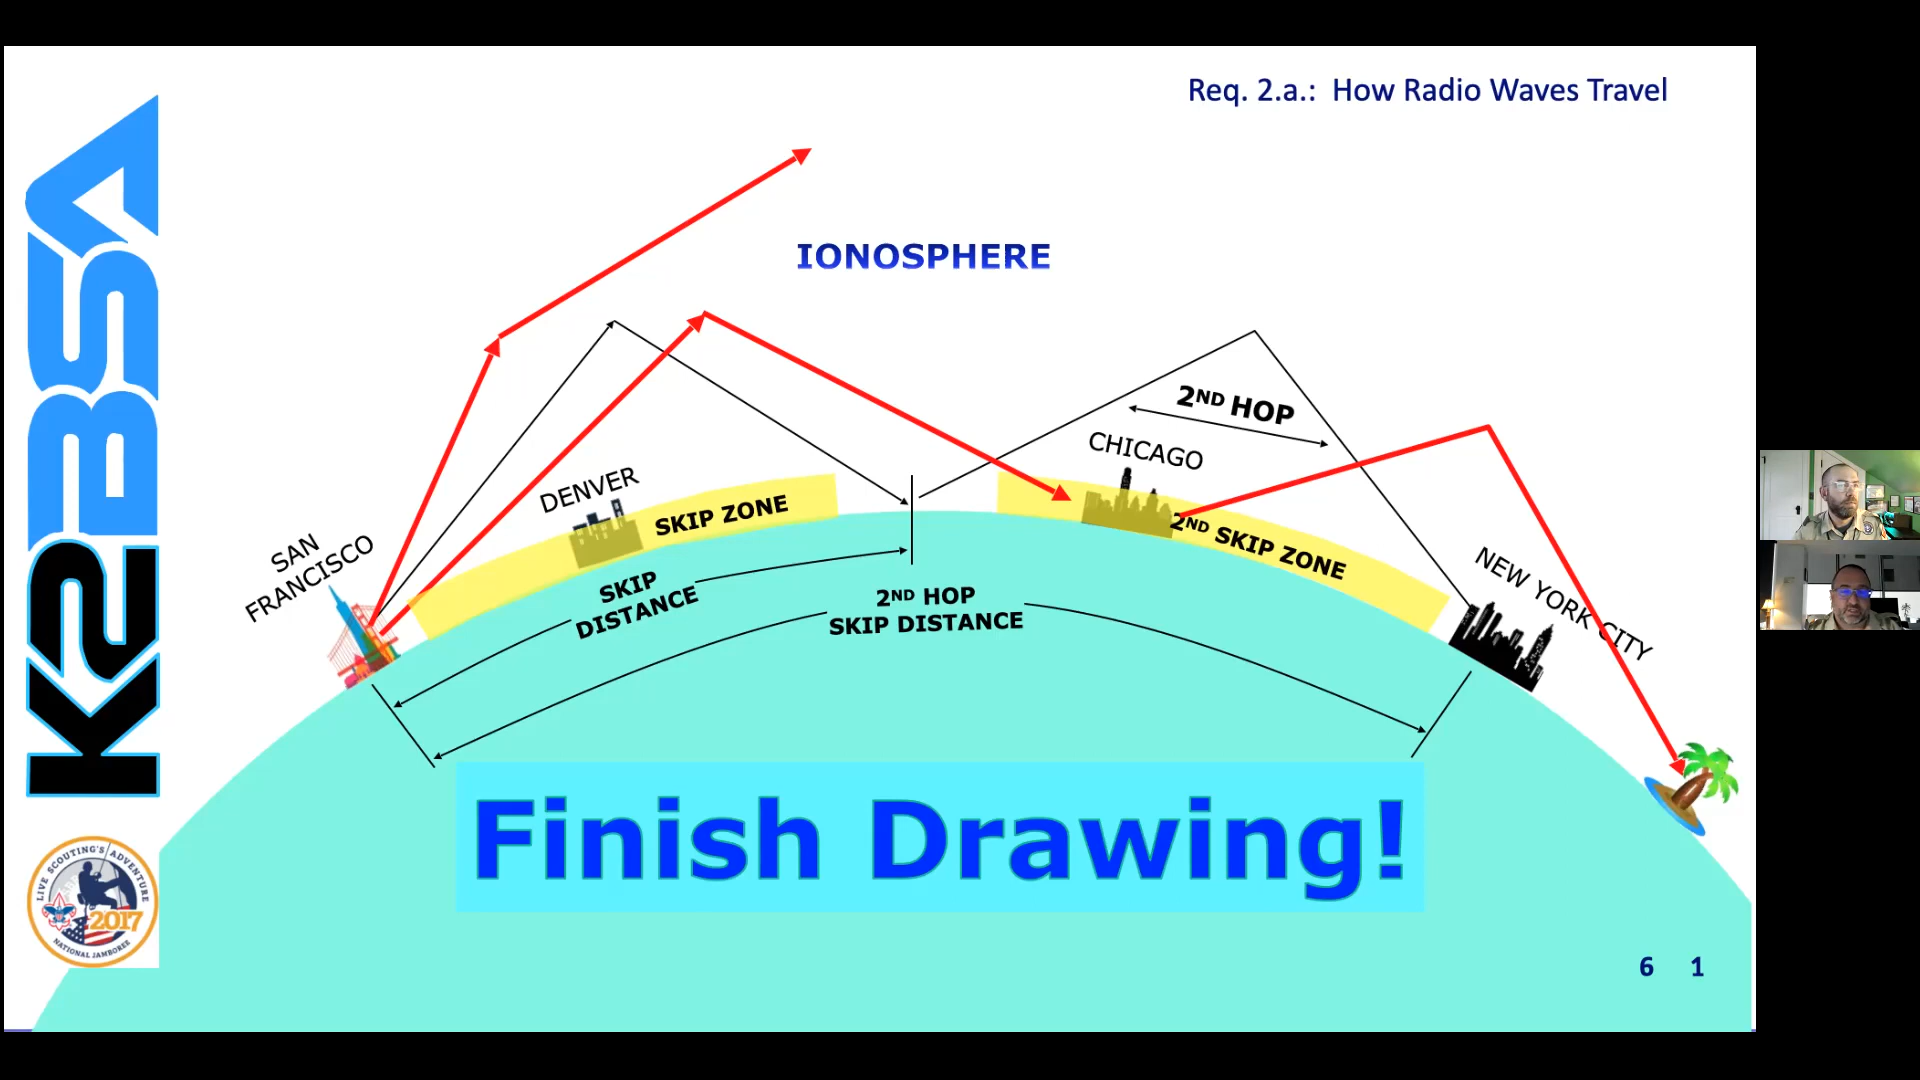 Req. 2.a.: How Radio Waves Travel
K2BSA
IONOSPHERE
2ND HOP
CHICAGO
DENVER
SKIP ZONE
2ND SKIP ZONE
SAN
FRANCISCO
NEW YORK CITY
SKIP
DISTANCE
2ND HOP
SKIP DISTANCE
Finish Drawing!
LIVE SCOUTING'S ADVENTURE
2017
NATIONAL JAMBOREE
6 1